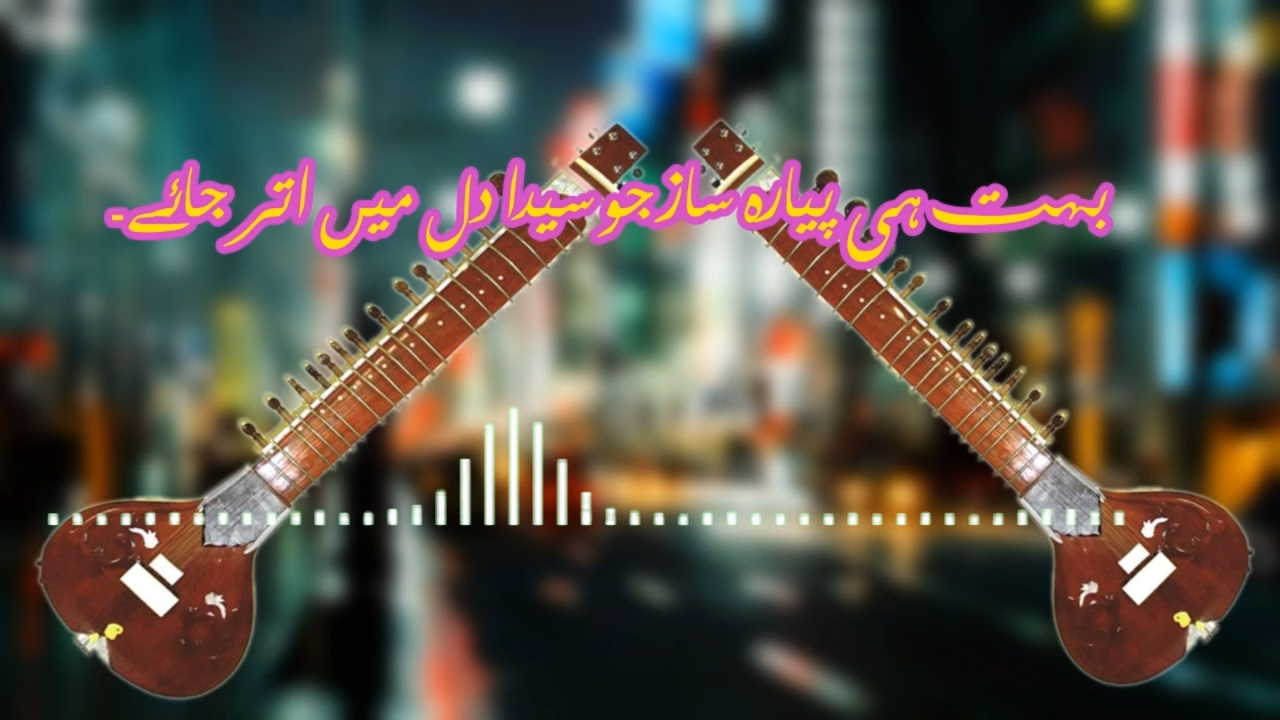 بہت ہی پیارہ ساز جو سیدا دل میں اتر جائے۔